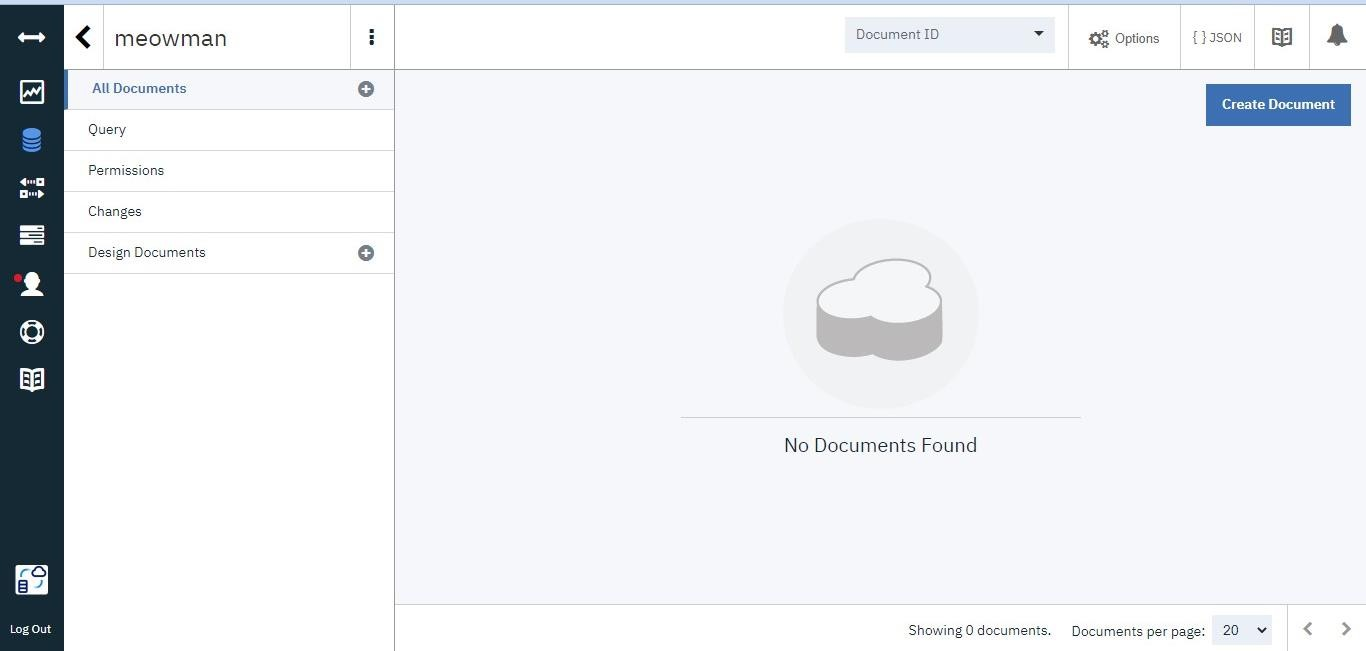 meowman
Document ID
Options
{ } JSON
All Documents
Create Document
Query
Permissions
Changes
Design Documents
No Documents Found
Log Out
Showing 0 documents.
Documents per page: 20